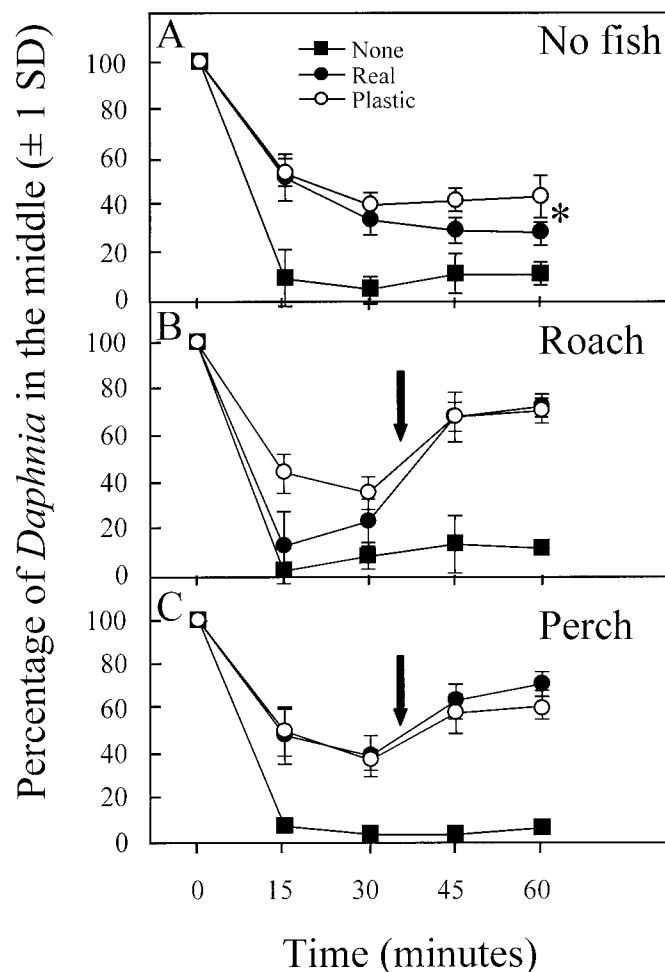 Percentage of Daphnia in the middle (± 1 SD)
A
No fish
None
Real
Plastic
100
80
60
40
20
0
*
B
Roach
100
80
60
40
20
0
C
Perch
100
80
60
40
20
0
0 15 30 45 60
Time (minutes)